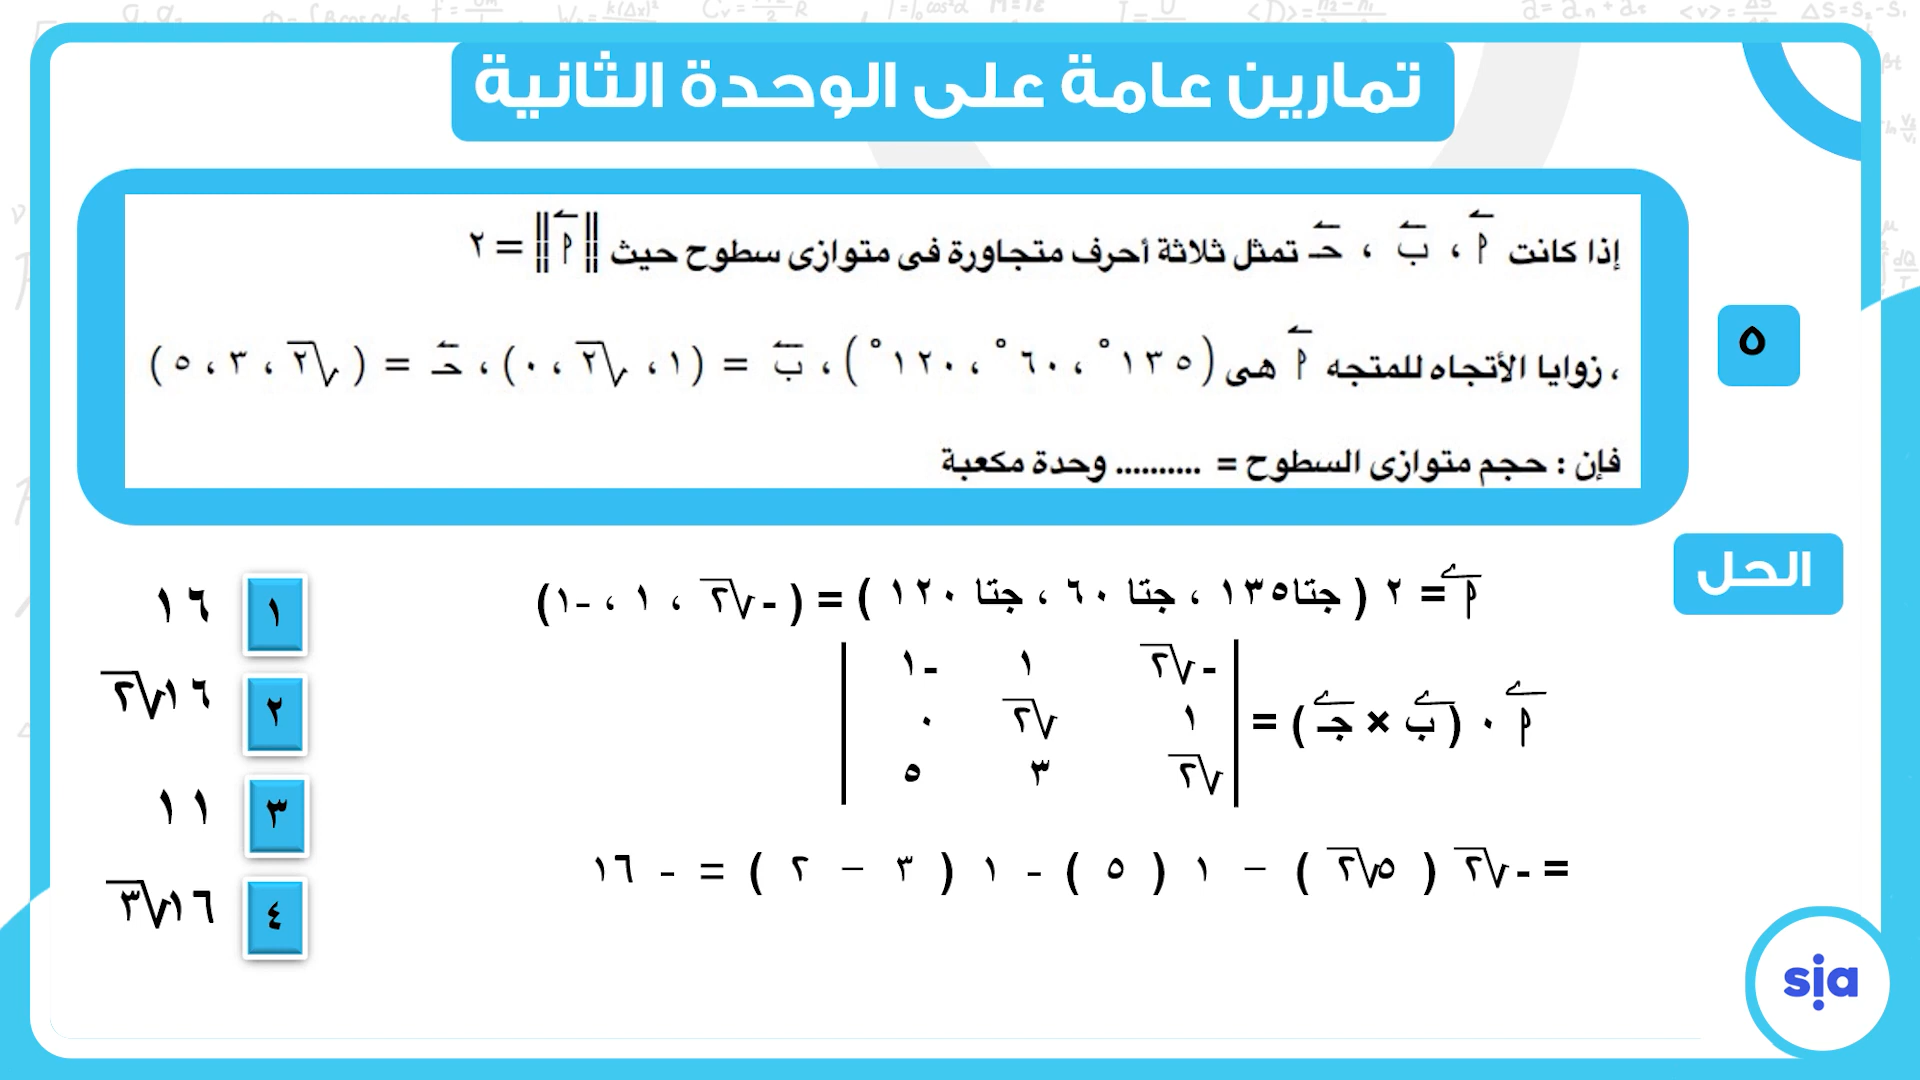 تمارين عامة على الوحدة الثانية
٥
إذا كانت أ ، ب ، حـ تمثل ثلاثة أحرف متجاورة فى متوازى سطوح حيث ‖أ‖ = ٢
، زوايا الأتجاه للمتجه أ هى (١٣٥° ، ٦٠° ، ١٢٠°) ، ب = (١ ، √٢ ، ٠) ، حـ = (√٢ ، ٣ ، ٥)
فإن : حجم متوازى السطوح = .......... وحدة مكعبة
الحل
أ = ٢ ( جتا١٣٥ ، جتا ٦٠ ، جتا ١٢٠ ) = ( -√٢ ، ١ ، -١)
أ ٠ (ب × جـ) = | -√٢ ١ -١ |
| ١ √٢ ٠ |
| √٢ ٣ ٥ |
= -√٢ ( ٥√٢ ) – ١ ( ٥ ) - ١ ( ٣ – ٢ ) = - ١٦
١ ١٦
٢ ١٦√٢
٣ ١١
٤ ١٦√٣
sia